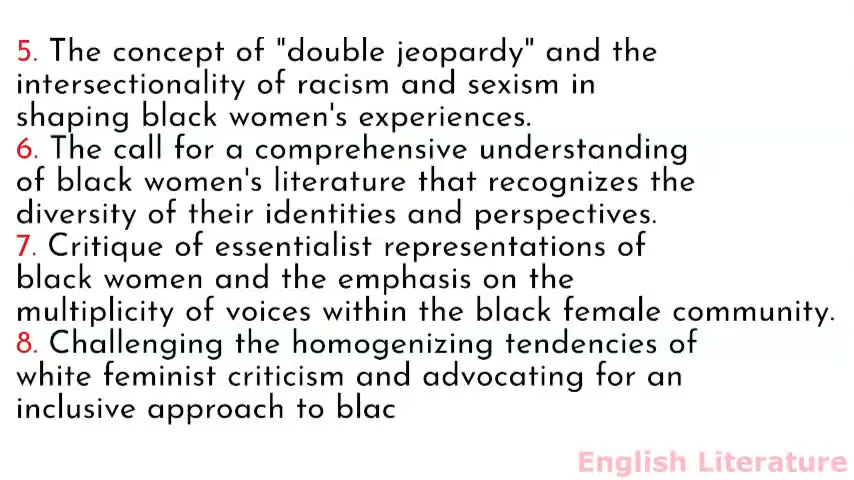 5. The concept of "double jeopardy" and the
intersectionality of racism and sexism in
shaping black women's experiences.
6. The call for a comprehensive understanding
of black women's literature that recognizes the
diversity of their identities and perspectives.
7. Critique of essentialist representations of
black women and the emphasis on the
multiplicity of voices within the black female community.
8. Challenging the homogenizing tendencies of
white feminist criticism and advocating for an
inclusive approach to blac
English Literature